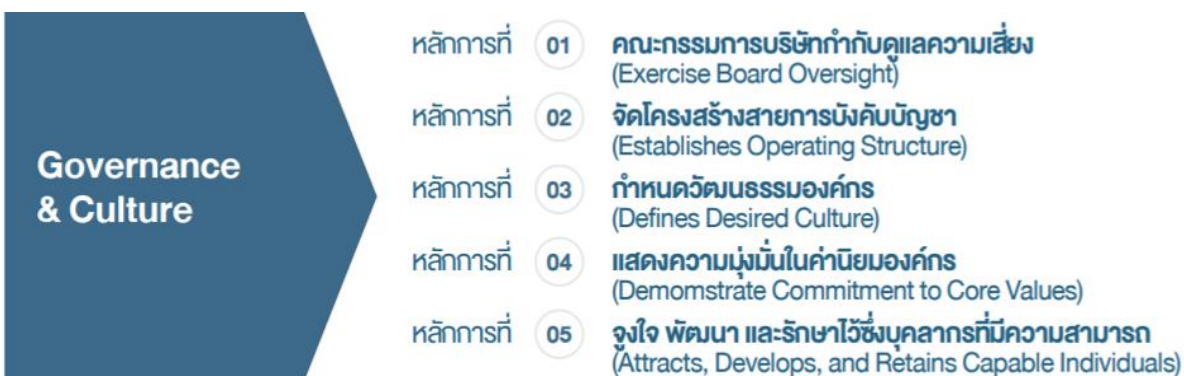 Governance
& Culture
หลักการที่ 01 คณะกรรมการบริษัทกำกับดูแลความเสี่ยง
(Exercise Board Oversight)
หลักการที่ 02 จัดโครงสร้างสายการบังคับบัญชา
(Establishes Operating Structure)
หลักการที่ 03 กำหนดวัฒนธรรมองค์กร
(Defines Desired Culture)
หลักการที่ 04 แสดงความมุ่งมั่นในค่านิยมองค์กร
(Demomstrate Commitment to Core Values)
หลักการที่ 05 จูงใจ พัฒนา และรักษาไว้ซึ่งบุคลากรที่มีความสามารถ
(Attracts, Develops, and Retains Capable Individuals)